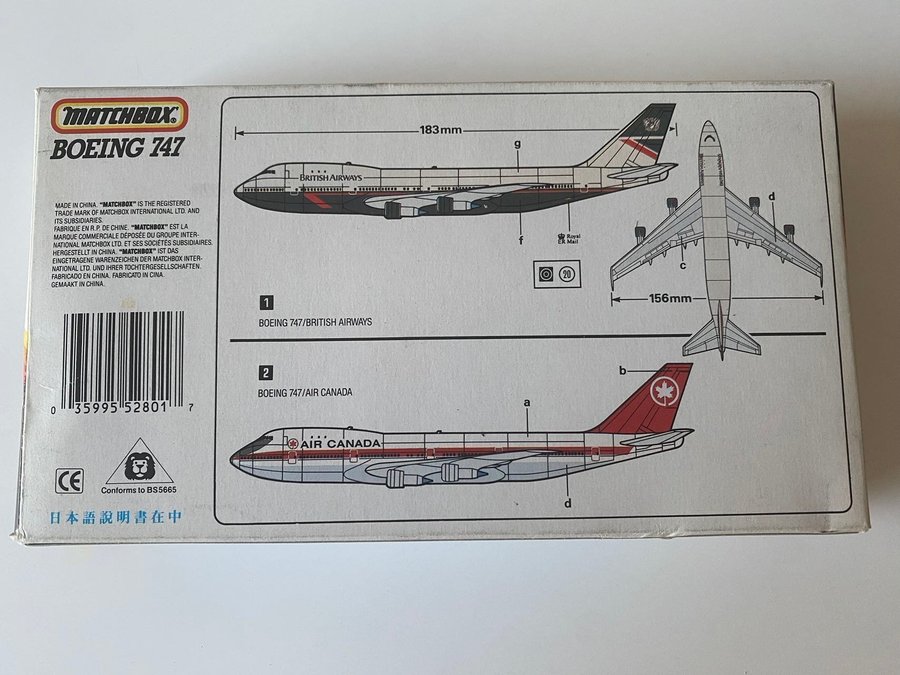 MATCHBOX®
BOEING 747
MADE IN CHINA. "MATCHBOX" IS THE REGISTERED
TRADE MARK OF MATCHBOX INTERNATIONAL LTD. AND
ITS SUBSIDIARIES.
FABRIQUE EN R.P. DE CHINE. "MATCHBOX" EST LA
MARQUE COMMERCIALE DÉPOSÉE DU GROUPE INTER-
NATIONAL MATCHBOX LTD. ET SES SOCIÉTÉS SUBSIDIAIRES.
HERGESTELLT IN CHINA. "MATCHBOX" IST DAS
EINGETRAGENE WARENZEICHEN DER MATCHBOX INTER-
NATIONAL LTD. UND IHRER TOCHTERGESELLSCHAFTEN.
FABRICADO EN CHINA. FABRICATO IN CINA.
GEMAAKT IN CHINA.
0 35995 52801 7
CE
Conforms to BS5665
日本語説明書在中
183mm
g
BRITISH AIRWAYS
f
Royal
ER Mail
20
d
c
156mm
1
BOEING 747/BRITISH AIRWAYS
2
BOEING 747/AIR CANADA
b
a
AIR CANADA
d